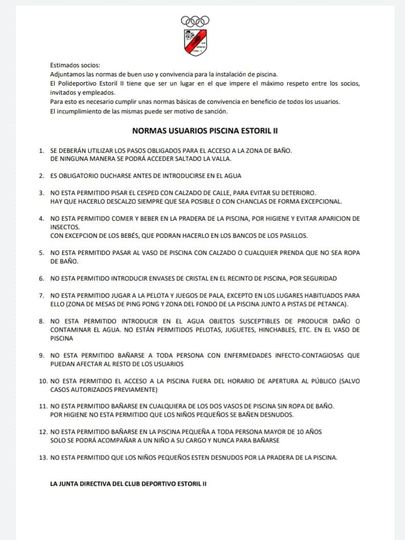 Estimados socios:
Adjuntamos las normas de buen uso y convivencia para la instalación de piscina.
El Polideportivo Estoril II tiene que ser un lugar en el que impere el máximo respeto entre los socios,
invitados y empleados.
Para esto es necesario cumplir unas normas básicas de convivencia en beneficio de todos los usuarios.
El incumplimiento de las mismas puede ser motivo de sanción.
NORMAS USUARIOS PISCINA ESTORIL II
1. SE DEBERÁN UTILIZAR LOS PASOS OBLIGADOS PARA EL ACCESO A LA ZONA DE BAÑO.
DE NINGUNA MANERA SE PODRÁ ACCEDER SALTADO LA VALLA.
2. ES OBLIGATORIO DUCHARSE ANTES DE INTRODUCIRSE EN EL AGUA
3. NO ESTA PERMITIDO PISAR EL CESPED CON CALZADO DE CALLE, PARA EVITAR SU DETERIORO.
HAY QUE HACERLO DESCALZO SIEMPRE QUE SEA POSIBLE O CON CHANCLAS DE FORMA EXCEPCIONAL.
4. NO ESTA PERMITIDO COMER Y BEBER EN LA PRADERA DE LA PISCINA, POR HIGIENE Y EVITAR APARICION DE
INSECTOS.
CON EXCEPCION DE LOS BEBÉS, QUE PODRAN HACERLO EN LOS BANCOS DE LOS PASILLOS.
5. NO ESTA PERMITIDO PASAR AL VASO DE PISCINA CON CALZADO O CUALQUIER PRENDA QUE NO SEA ROPA
DE BAÑO.
6. NO ESTA PERMITIDO INTRODUCIR ENVASES DE CRISTAL EN EL RECINTO DE PISCINA, POR SEGURIDAD
7. NO ESTA PERMITIDO JUGAR A LA PELOTA Y JUEGOS DE PALA, EXCEPTO EN LOS LUGARES HABITUADOS PARA
ELLO (ZONA DE MESAS DE PING PONG Y ZONA DEL FONDO DE LA PISCINA JUNTO A PISTAS DE PETANCA).
8. NO ESTA PERMITIDO INTRODUCIR EN EL AGUA OBJETOS SUSCEPTIBLES DE PRODUCIR DAÑO O
CONTAMINAR EL AGUA. NO ESTÁN PERMITIDOS PELOTAS, JUGUETES, HINCHABLES, ETC. EN EL VASO DE
PISCINA
9. NO ESTA PERMITIDO BAÑARSE A TODA PERSONA CON ENFERMEDADES INFECTO-CONTAGIOSAS QUE
PUEDAN AFECTAR AL RESTO DE LOS USUARIOS
10. NO ESTA PERMITIDO EL ACCESO A LA PISCINA FUERA DEL HORARIO DE APERTURA AL PÚBLICO (SALVO
CASOS AUTORIZADOS PREVIAMENTE)
11. NO ESTA PERMITIDO BAÑARSE EN CUALQUIERA DE LOS DOS VASOS DE PISCINA SIN ROPA DE BAÑO.
POR HIGIENE NO ESTA PERMITIDO QUE LOS NIÑOS PEQUEÑOS SE BAÑEN DESNUDOS.
12. NO ESTA PERMITIDO BAÑARSE EN LA PISCINA PEQUEÑA A TODA PERSONA MAYOR DE 10 AÑOS
SOLO SE PODRÁ ACOMPAÑAR A UN NIÑO A SU CARGO Y NUNCA PARA BAÑARSE
13. NO ESTA PERMITIDO QUE LOS NIÑOS PEQUEÑOS ESTEN DESNUDOS POR LA PRADERA DE LA PISCINA.
LA JUNTA DIRECTIVA DEL CLUB DEPORTIVO ESTORIL II